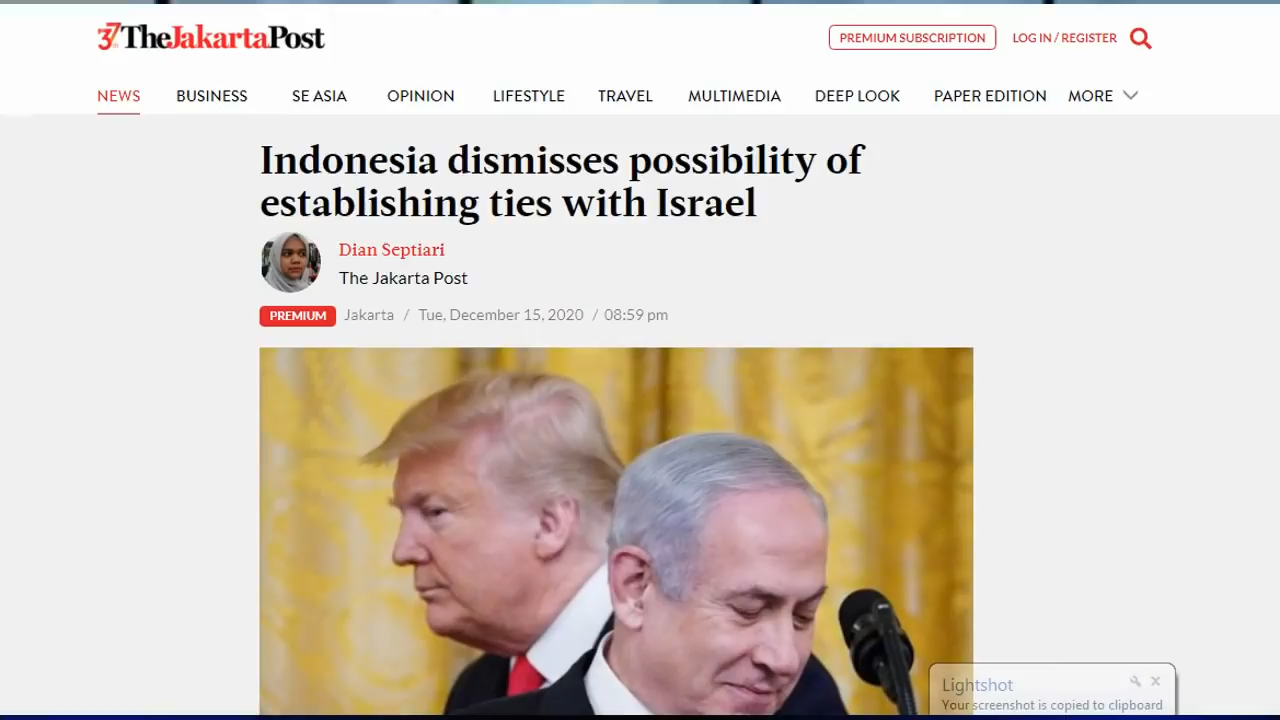 37 TheJakartaPost
PREMIUM SUBSCRIPTION
LOG IN / REGISTER
NEWS BUSINESS SE ASIA OPINION LIFESTYLE TRAVEL MULTIMEDIA DEEP LOOK PAPER EDITION MORE
Indonesia dismisses possibility of
establishing ties with Israel
Dian Septiari
The Jakarta Post
PREMIUM Jakarta / Tue, December 15, 2020 / 08:59 pm
Lightshot
Your screenshot is copied to clipboard